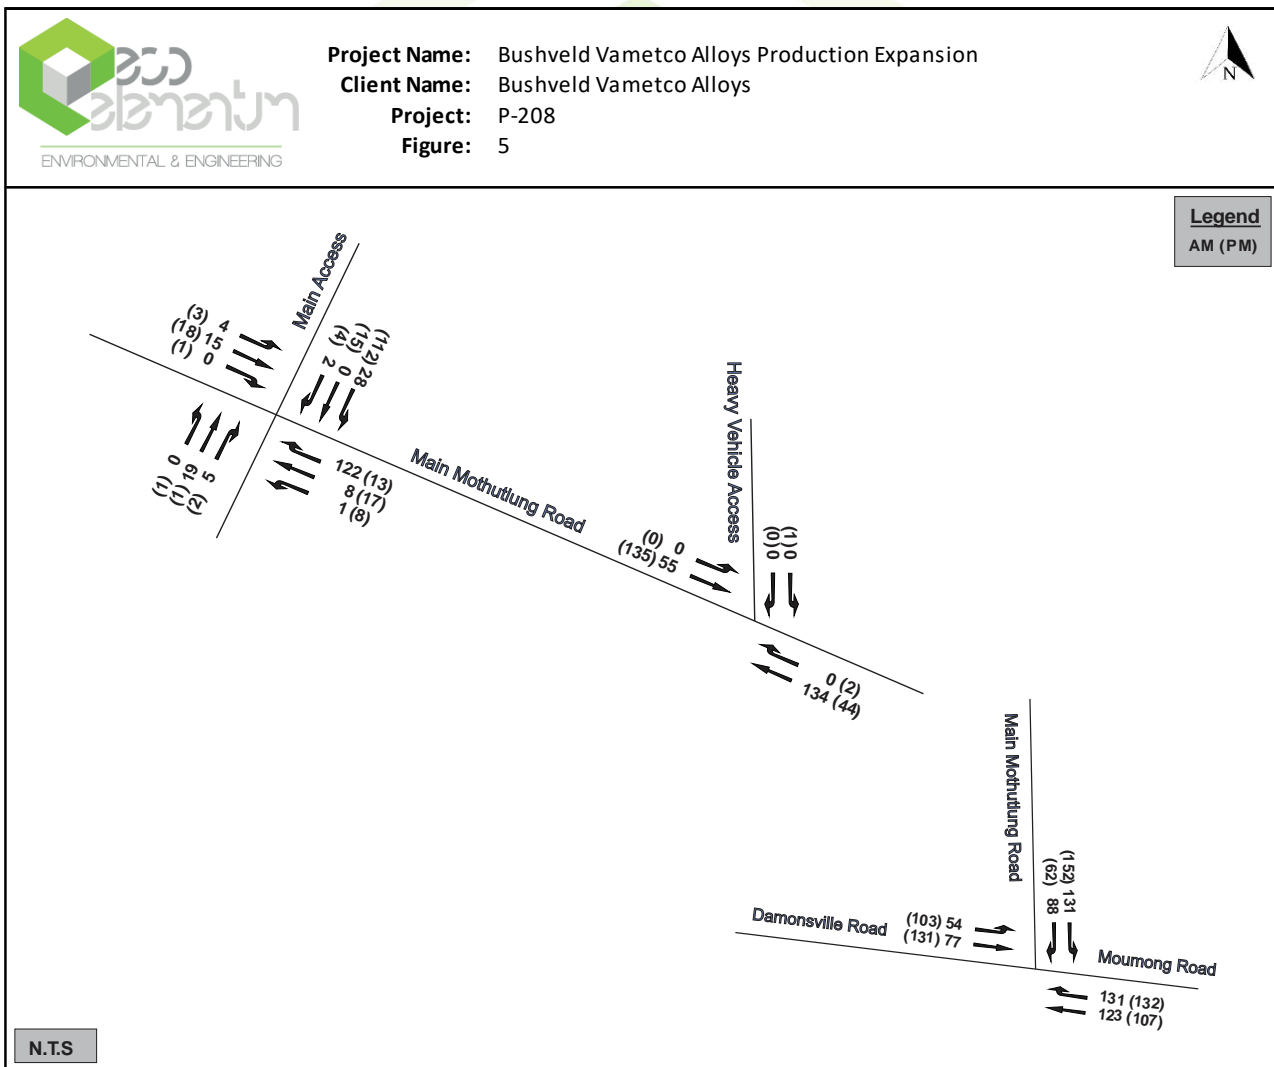 eco
elementum
ENVIRONMENTAL & ENGINEERING
Project Name: Bushveld Vametco Alloys Production Expansion
Client Name: Bushveld Vametco Alloys
Project: P-208
Figure: 5
N
Legend
AM (PM)
Main Access
(3) 4
(18) 15
(1) 0
(112) 28
(15) 0
(4) 2
(1) 0
(1) 19
(2) 5
122 (13)
8 (17)
1 (8)
Main Mothutlung Road
Heavy Vehicle Access
(0) 0
(135) 55
(1) 0
(0) 0
0 (2)
134 (44)
Main Mothutlung Road
(152) 131
(62) 88
Damonsville Road
(103) 54
(131) 77
Moumong Road
131 (132)
123 (107)
N.T.S